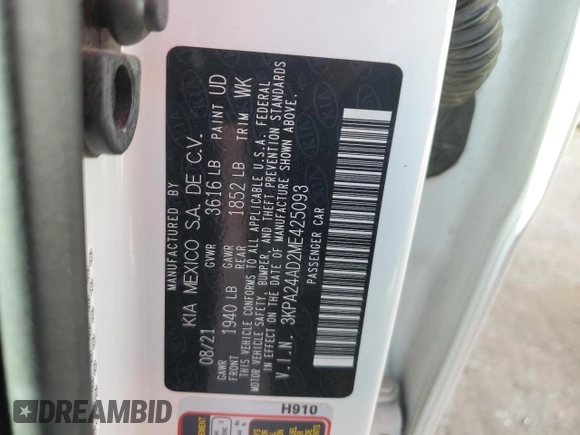 MANUFACTURED BY
KIA MEXICO S.A. DE C.V.
08/21 GVWR 3616 LB PAINT UD
GAWR FRONT 1940 LB GAWR REAR 1852 LB TRIM WK
THIS VEHICLE CONFORMS TO ALL APPLICABLE U.S.A. FEDERAL
MOTOR VEHICLE SAFETY, BUMPER, AND THEFT PREVENTION STANDARDS
IN EFFECT ON THE DATE OF MANUFACTURE SHOWN ABOVE.
V.I.N. 3KPA24AD2ME425093
PASSENGER CAR
H910
DREAMBID